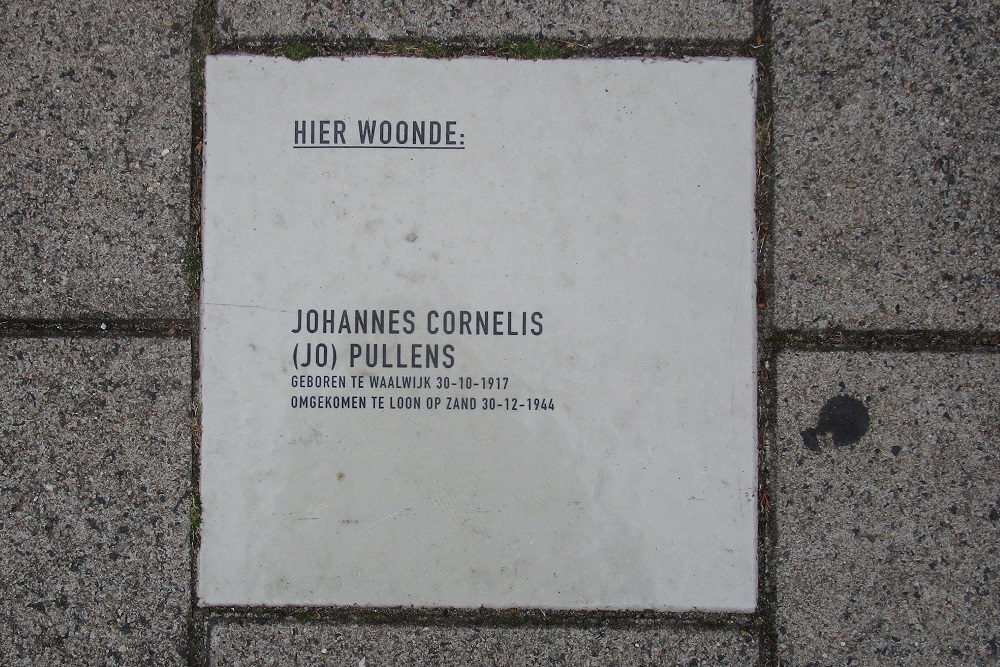 HIER WOONDE:
JOHANNES CORNELIS
(JO) PULLENS
GEBOREN TE WAALWIJK 30-10-1917
OMGEKOMEN TE LOON OP ZAND 30-12-1944